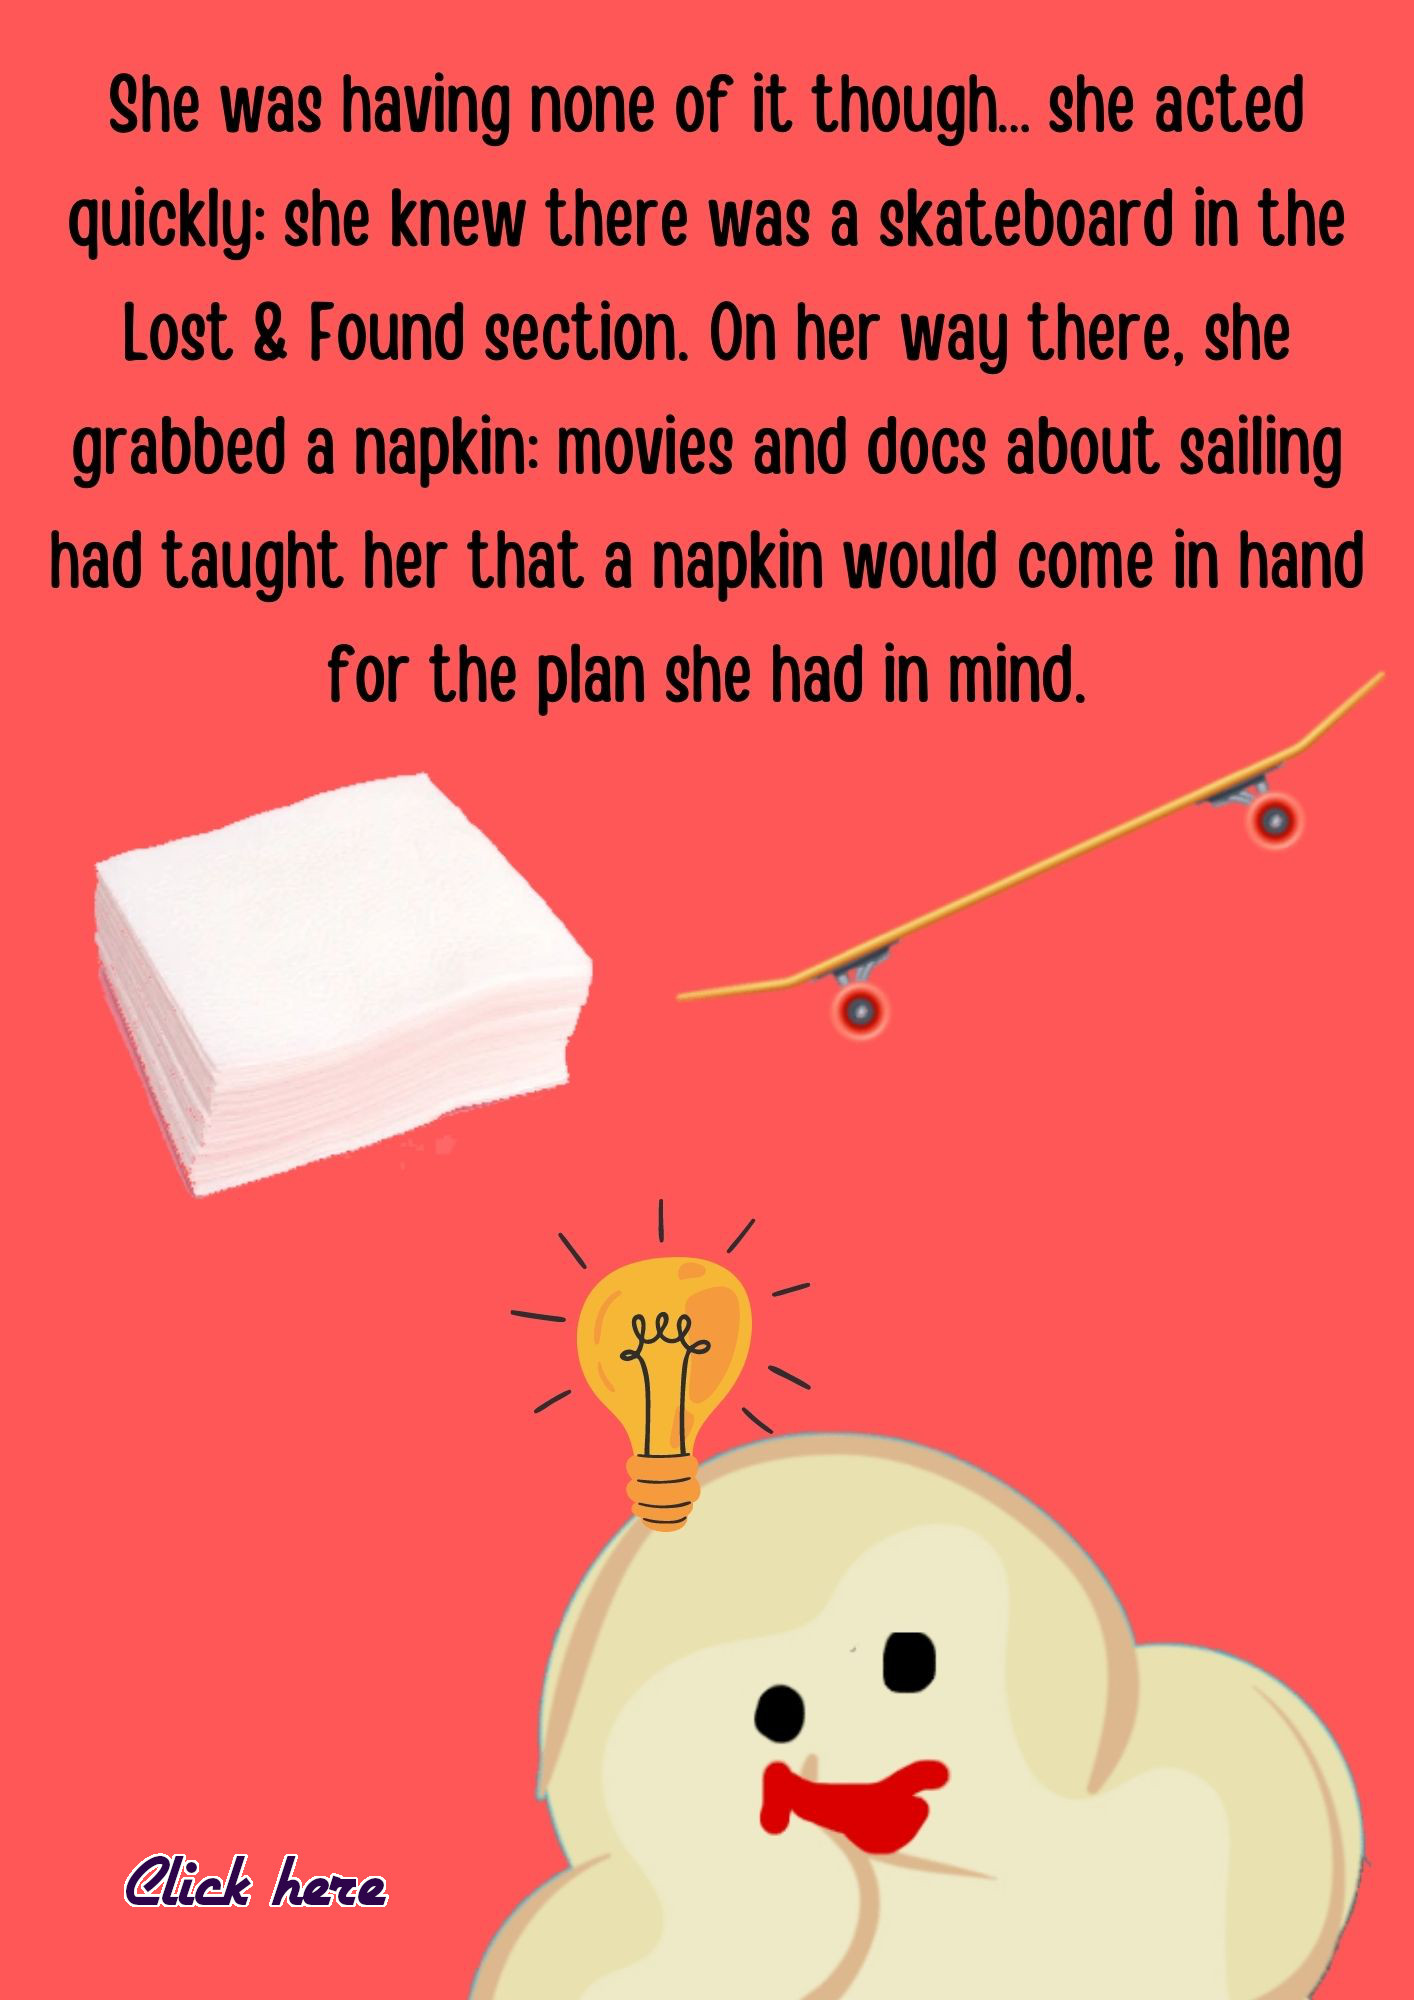 She was having none of it though... she acted
quickly: she knew there was a skateboard in the
Lost & Found section. On her way there, she
grabbed a napkin: movies and docs about sailing
had taught her that a napkin would come in hand
for the plan she had in mind.
Click here